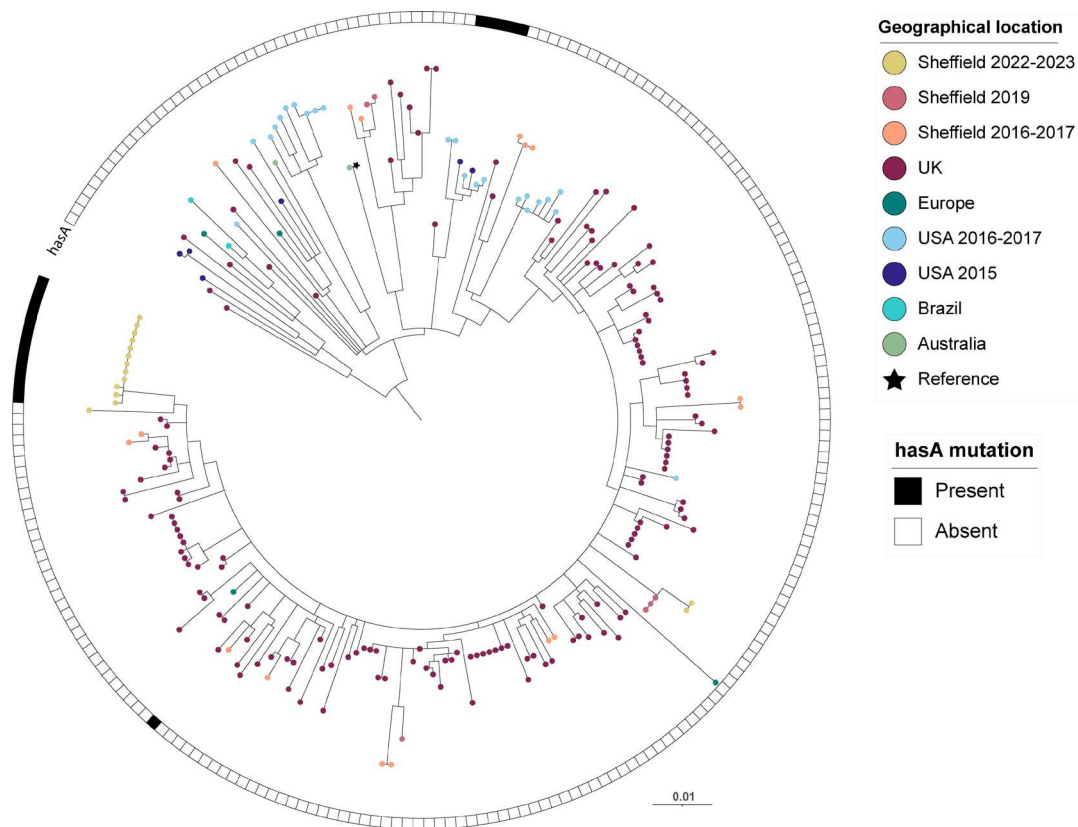 Geographical location
Sheffield 2022-2023
Sheffield 2019
Sheffield 2016-2017
UK
Europe
USA 2016-2017
USA 2015
Brazil
Australia
Reference
hasA
hasA mutation
Present
Absent
0.01